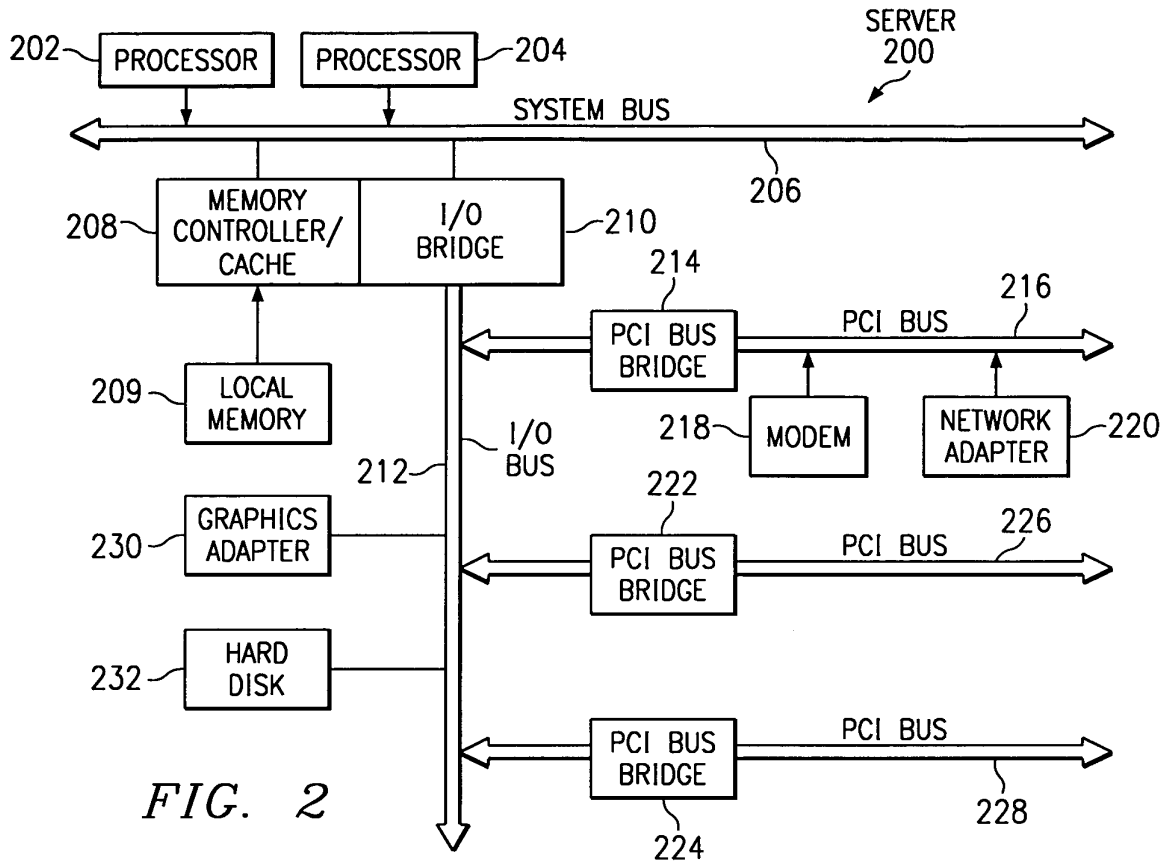 SERVER
200
202
PROCESSOR
PROCESSOR
204
SYSTEM BUS
206
208
MEMORY
CONTROLLER/
CACHE
I/O
BRIDGE
210
214
216
PCI BUS
BRIDGE
PCI BUS
209
LOCAL
MEMORY
218
MODEM
NETWORK
ADAPTER
220
I/O
BUS
212
222
226
230
GRAPHICS
ADAPTER
PCI BUS
BRIDGE
PCI BUS
232
HARD
DISK
PCI BUS
BRIDGE
PCI BUS
224
228
FIG. 2